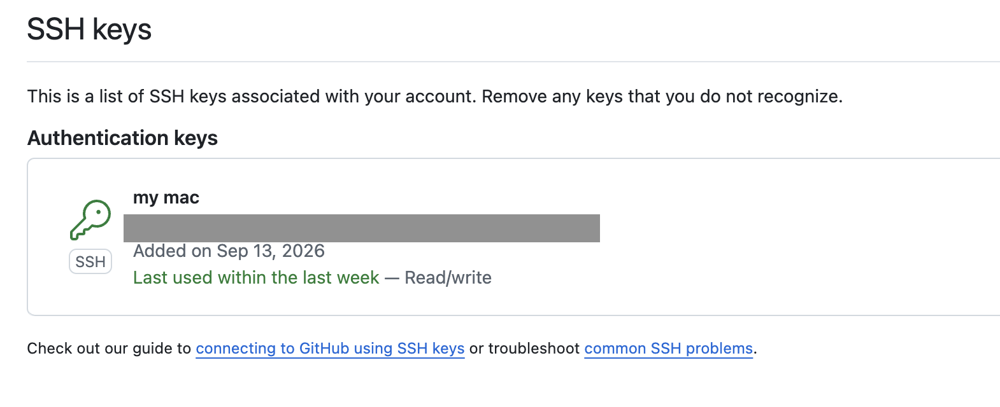 SSH keys
This is a list of SSH keys associated with your account. Remove any keys that you do not recognize.
Authentication keys
my mac
SSH
Added on Sep 13, 2026
Last used within the last week — Read/write
Check out our guide to connecting to GitHub using SSH keys or troubleshoot common SSH problems.